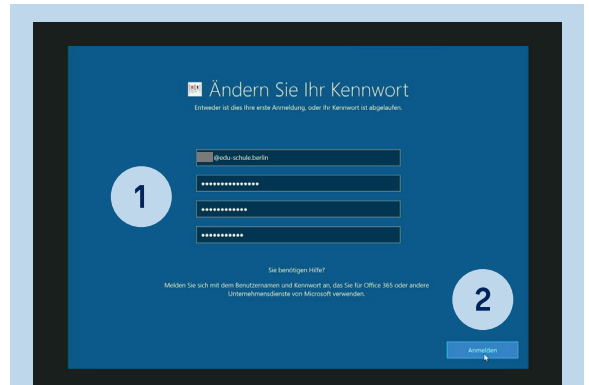 Ändern Sie Ihr Kennwort
Entweder ist dies Ihre erste Anmeldung, oder Ihr Kennwort ist abgelaufen.
@edu-schule.berlin
1
Sie benötigen Hilfe?
Melden Sie sich mit dem Benutzernamen und Kennwort an, das Sie für Office 365 oder andere
Unternehmensdienste von Microsoft verwenden.
2
Anmelden